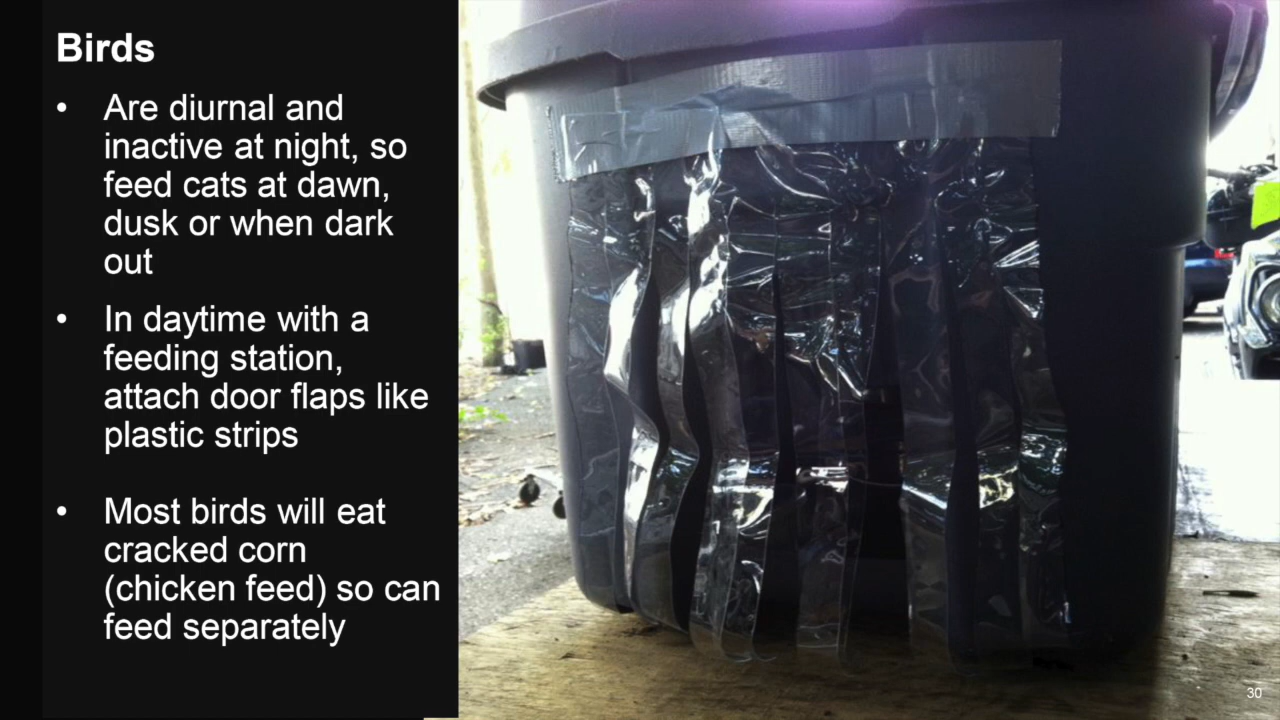 Birds
• Are diurnal and
inactive at night, so
feed cats at dawn,
dusk or when dark
out
• In daytime with a
feeding station,
attach door flaps like
plastic strips
• Most birds will eat
cracked corn
(chicken feed) so can
feed separately
30